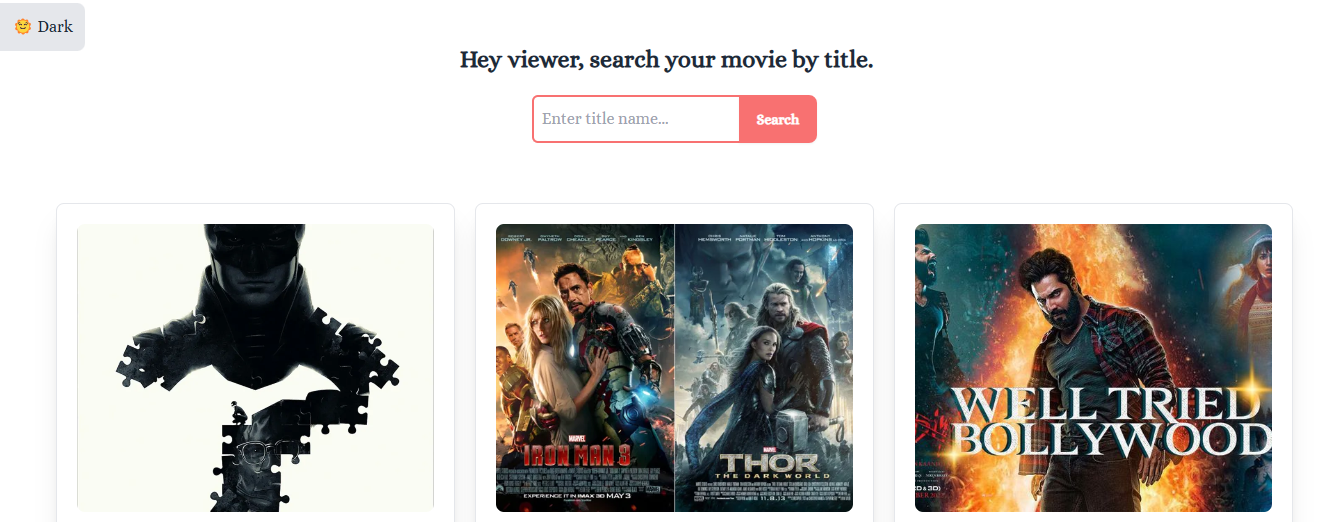 🌞 Dark
Hey viewer, search your movie by title.
Enter title name...
Search
DOWNEY JR. PALTROW CHEADLE PEARCE KINGSLEY
MARVEL
IRON MAN 3
EXPERIENCE IT IN IMAX 3D MAY 3
HEMSWORTH PORTMAN HIDDLESTON HOPKINS
MARVEL
THOR
THE DARK WORLD
11.8.13
WELL TRIED
BOLLYWOOD